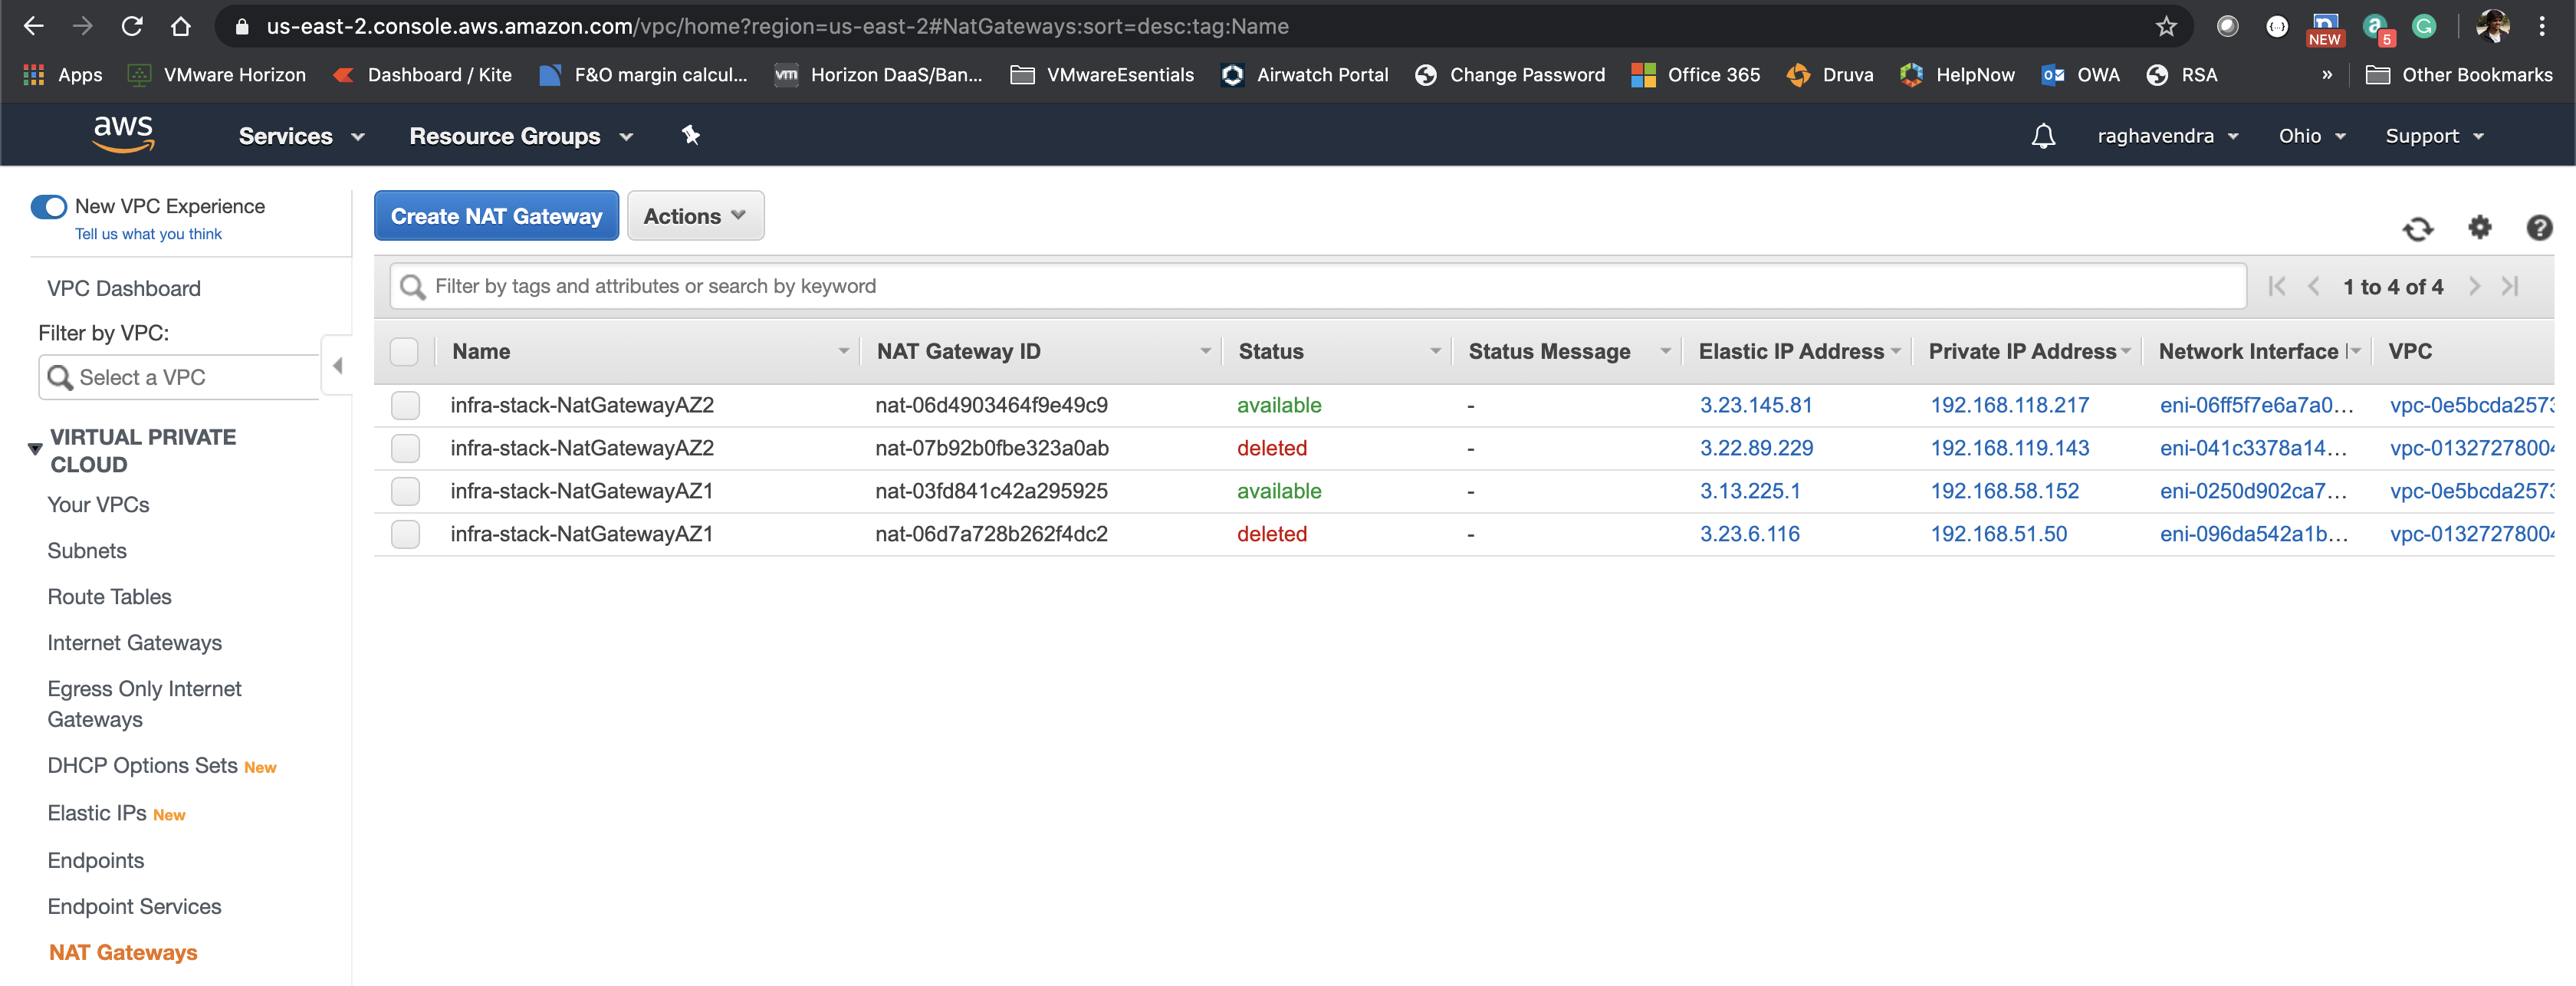 us-east-2.console.aws.amazon.com/vpc/home?region=us-east-2#NatGateways:sort=desc:tag:Name
NEW
5
Apps VMware Horizon Dashboard / Kite F&O margin calcul... vm Horizon DaaS/Ban... VMwareEsentials Airwatch Portal Change Password Office 365 Druva HelpNow OWA RSA » Other Bookmarks
aws Services Resource Groups raghavendra Ohio Support
New VPC Experience
Tell us what you think
VPC Dashboard
Filter by VPC:
Select a VPC
VIRTUAL PRIVATE
CLOUD
Your VPCs
Subnets
Route Tables
Internet Gateways
Egress Only Internet
Gateways
DHCP Options Sets New
Elastic IPs New
Endpoints
Endpoint Services
NAT Gateways
Create NAT Gateway Actions
Filter by tags and attributes or search by keyword 1 to 4 of 4
Name NAT Gateway ID Status Status Message Elastic IP Address Private IP Address Network Interface VPC
infra-stack-NatGatewayAZ2 nat-06d4903464f9e49c9 available - 3.23.145.81 192.168.118.217 eni-06ff5f7e6a7a0... vpc-0e5bcda2573
infra-stack-NatGatewayAZ2 nat-07b92b0fbe323a0ab deleted - 3.22.89.229 192.168.119.143 eni-041c3378a14... vpc-01327278004
infra-stack-NatGatewayAZ1 nat-03fd841c42a295925 available - 3.13.225.1 192.168.58.152 eni-0250d902ca7... vpc-0e5bcda2573
infra-stack-NatGatewayAZ1 nat-06d7a728b262f4dc2 deleted - 3.23.6.116 192.168.51.50 eni-096da542a1b... vpc-01327278004